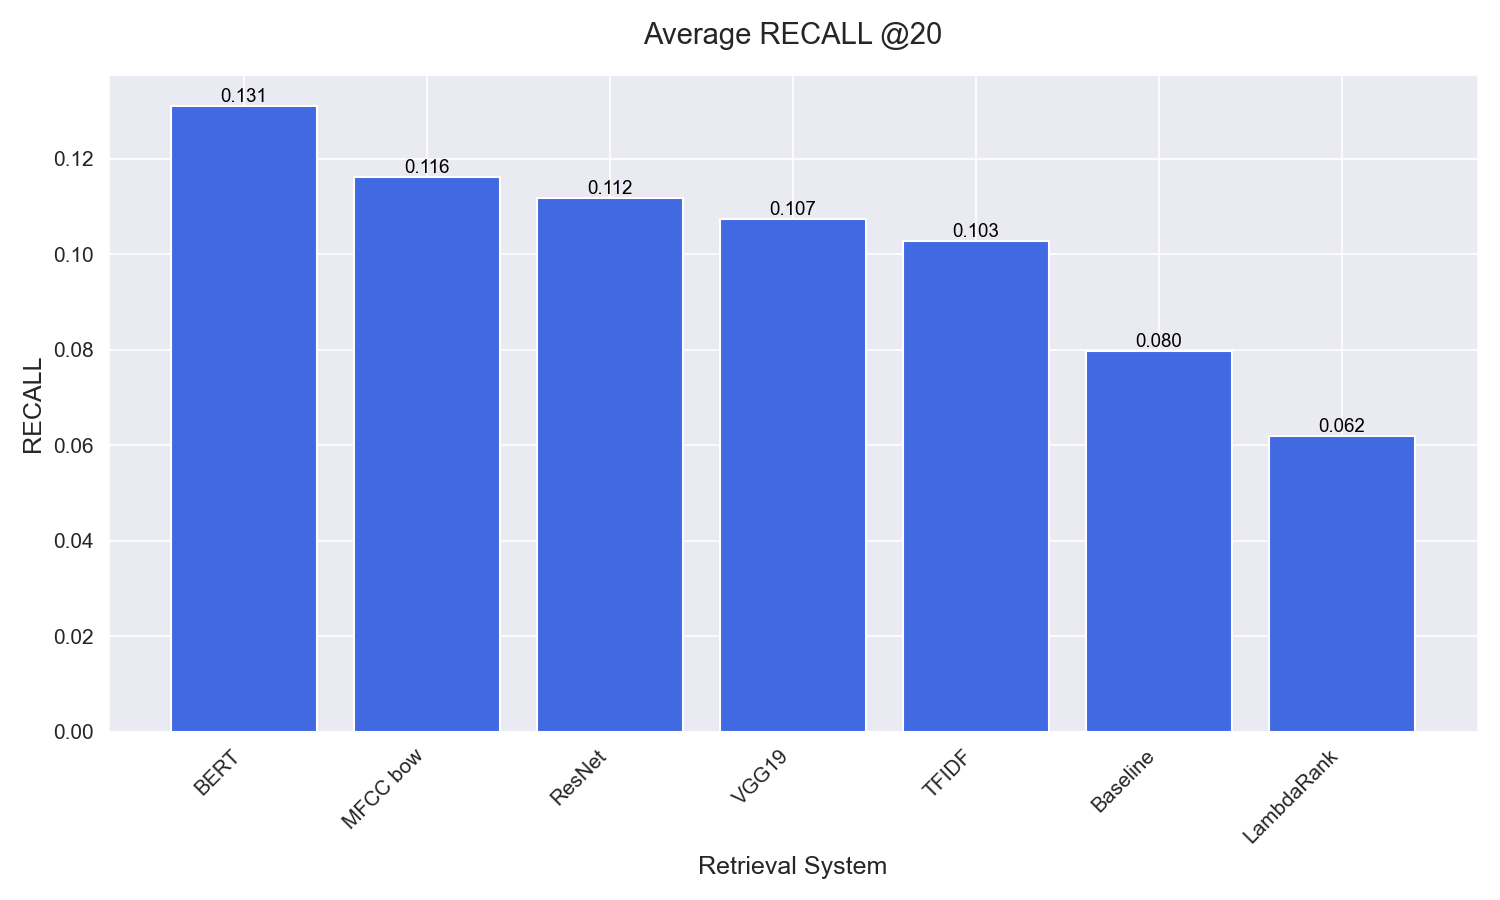 Average RECALL @20
0.131
0.116
0.112
0.107
0.103
0.080
0.062
RECALL
0.12
0.10
0.08
0.06
0.04
0.02
0.00
BERT
MFCC bow
ResNet
VGG19
TFIDF
Baseline
LambdaRank
Retrieval System